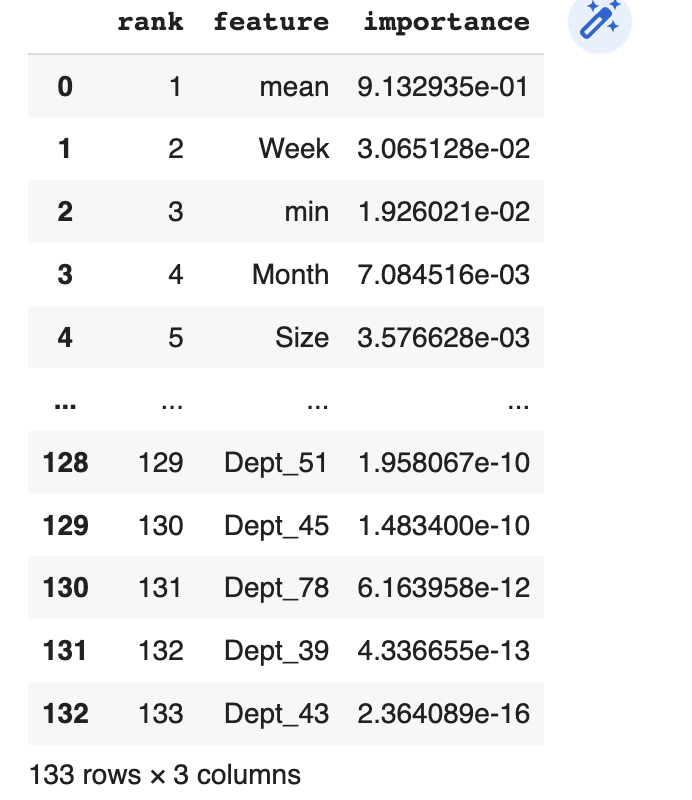 rank feature importance
0 1 mean 9.132935e-01
1 2 Week 3.065128e-02
2 3 min 1.926021e-02
3 4 Month 7.084516e-03
4 5 Size 3.576628e-03
... ... ... ...
128 129 Dept_51 1.958067e-10
129 130 Dept_45 1.483400e-10
130 131 Dept_78 6.163958e-12
131 132 Dept_39 4.336655e-13
132 133 Dept_43 2.364089e-16
133 rows × 3 columns